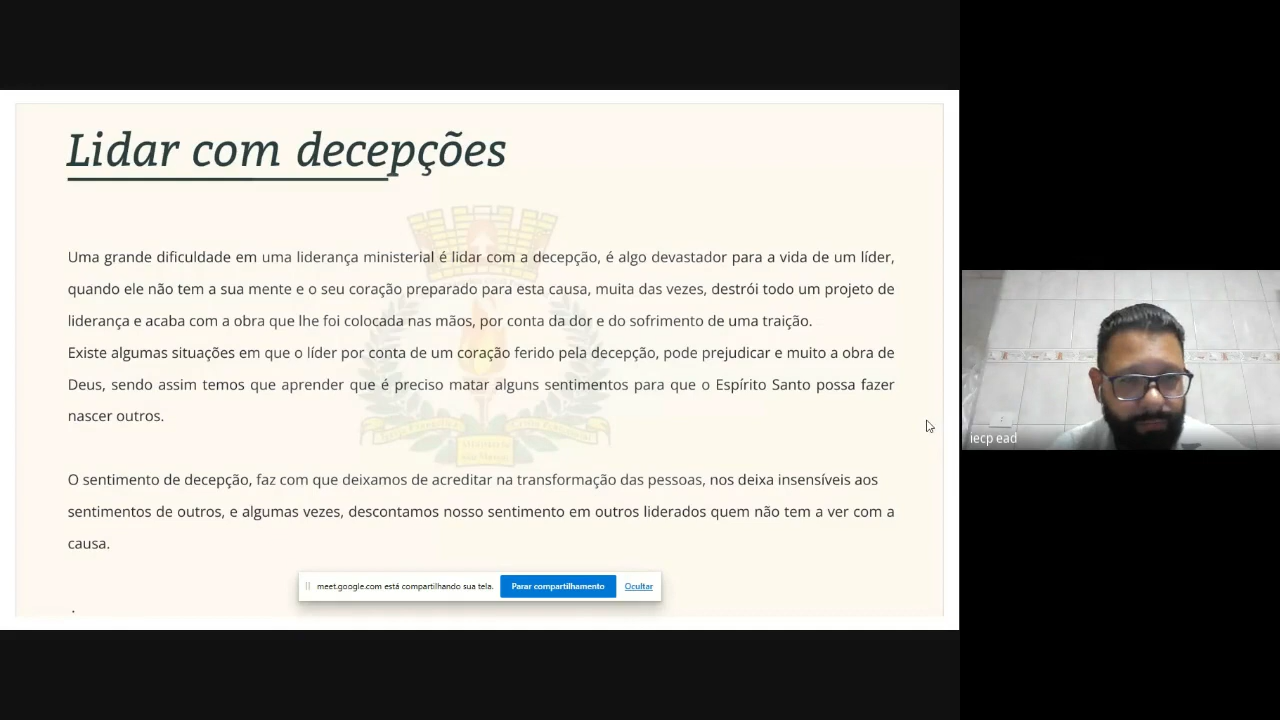 Lidar com decepções
Uma grande dificuldade em uma liderança ministerial é lidar com a decepção, é algo devastador para a vida de um líder,
quando ele não tem a sua mente e o seu coração preparado para esta causa, muita das vezes, destrói todo um projeto de
liderança e acaba com a obra que lhe foi colocada nas mãos, por conta da dor e do sofrimento de uma traição.
Existe algumas situações em que o líder por conta de um coração ferido pela decepção, pode prejudicar e muito a obra de
Deus, sendo assim temos que aprender que é preciso matar alguns sentimentos para que o Espírito Santo possa fazer
nascer outros.
O sentimento de decepção, faz com que deixamos de acreditar na transformação das pessoas, nos deixa insensíveis aos
sentimentos de outros, e algumas vezes, descontamos nosso sentimento em outros liderados quem não tem a ver com a
causa.
.
meet.google.com está compartilhando sua tela. Parar compartilhamento Ocultar
iecp ead